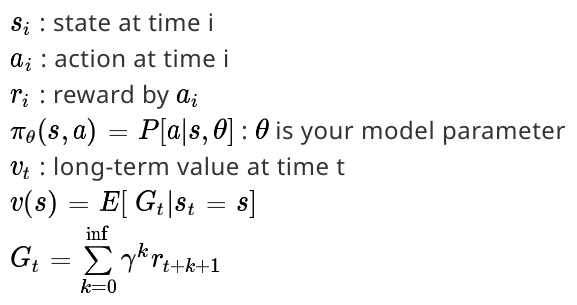 s_i : state at time i
a_i : action at time i
r_i : reward by a_i
π_θ(s, a) = P[a|s, θ] : θ is your model parameter
v_t : long-term value at time t
v(s) = E[ G_t|s_t = s]
G_t = \sum_{k=0}^{inf} γ^k r_{t+k+1}